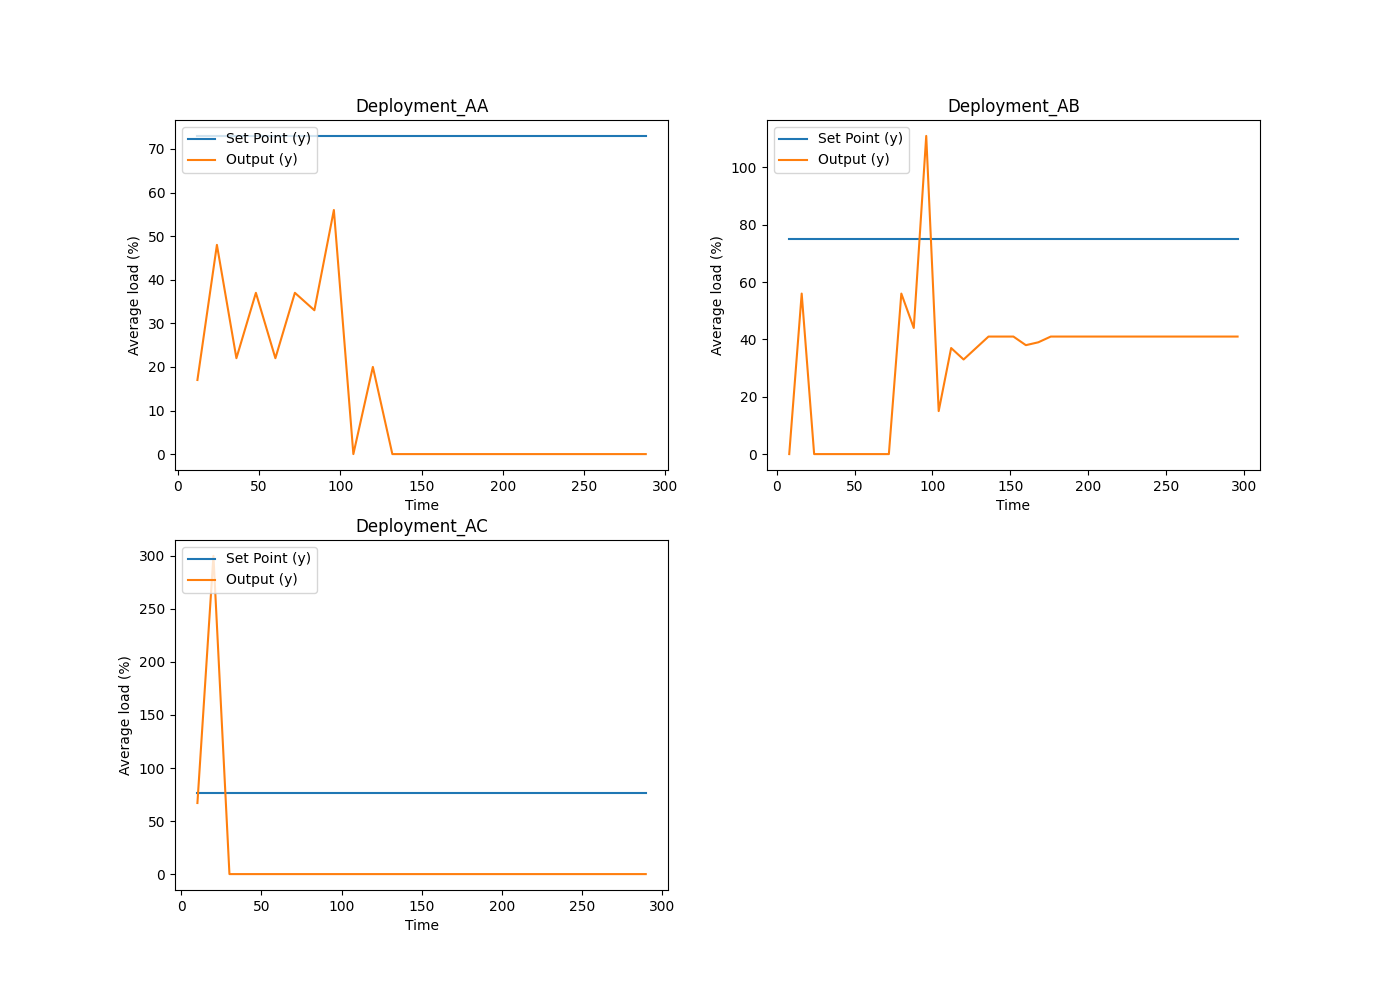 Deployment_AA
Set Point (y)
Output (y)
70
60
50
40
30
20
10
0
Average load (%)
0 50 100 150 200 250 300
Time
Deployment_AB
Set Point (y)
Output (y)
100
80
60
40
20
0
Average load (%)
0 50 100 150 200 250 300
Time
Deployment_AC
Set Point (y)
Output (y)
300
250
200
150
100
50
0
Average load (%)
0 50 100 150 200 250 300
Time